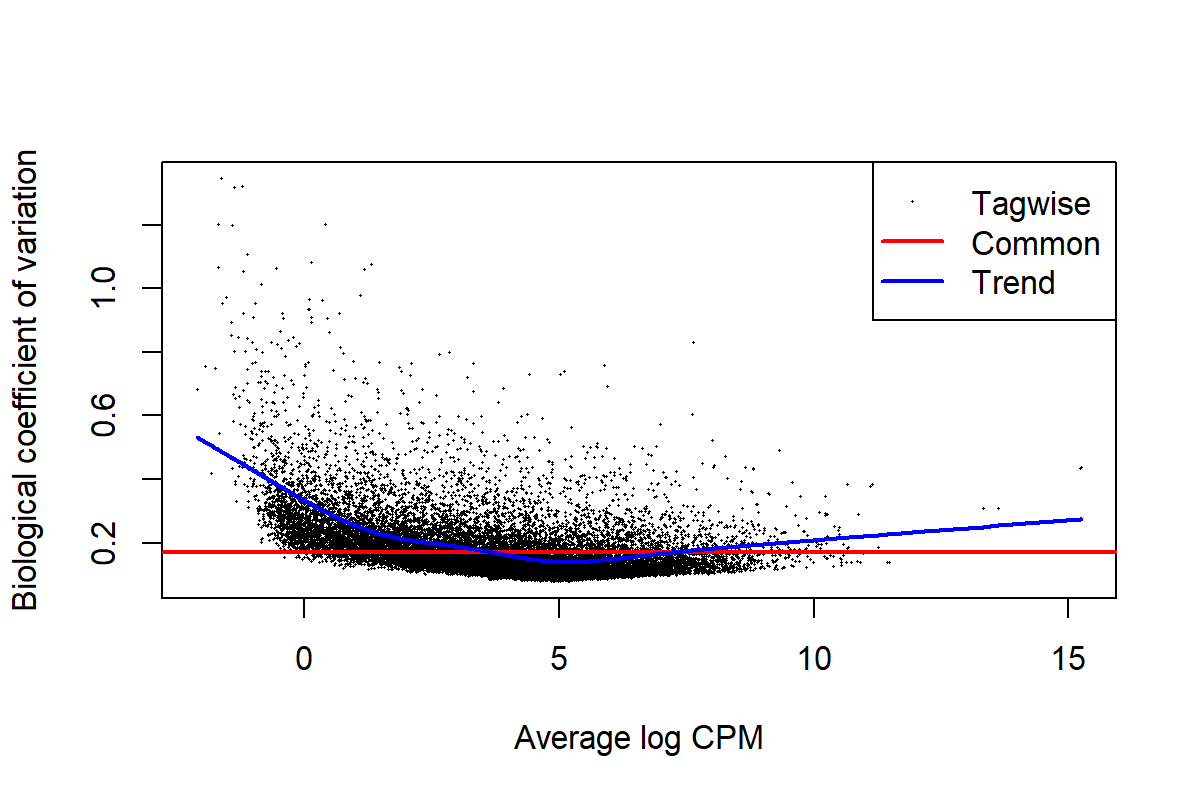 Tagwise
Common
Trend
Biological coefficient of variation
1.0
0.6
0.2
0
5
10
15
Average log CPM